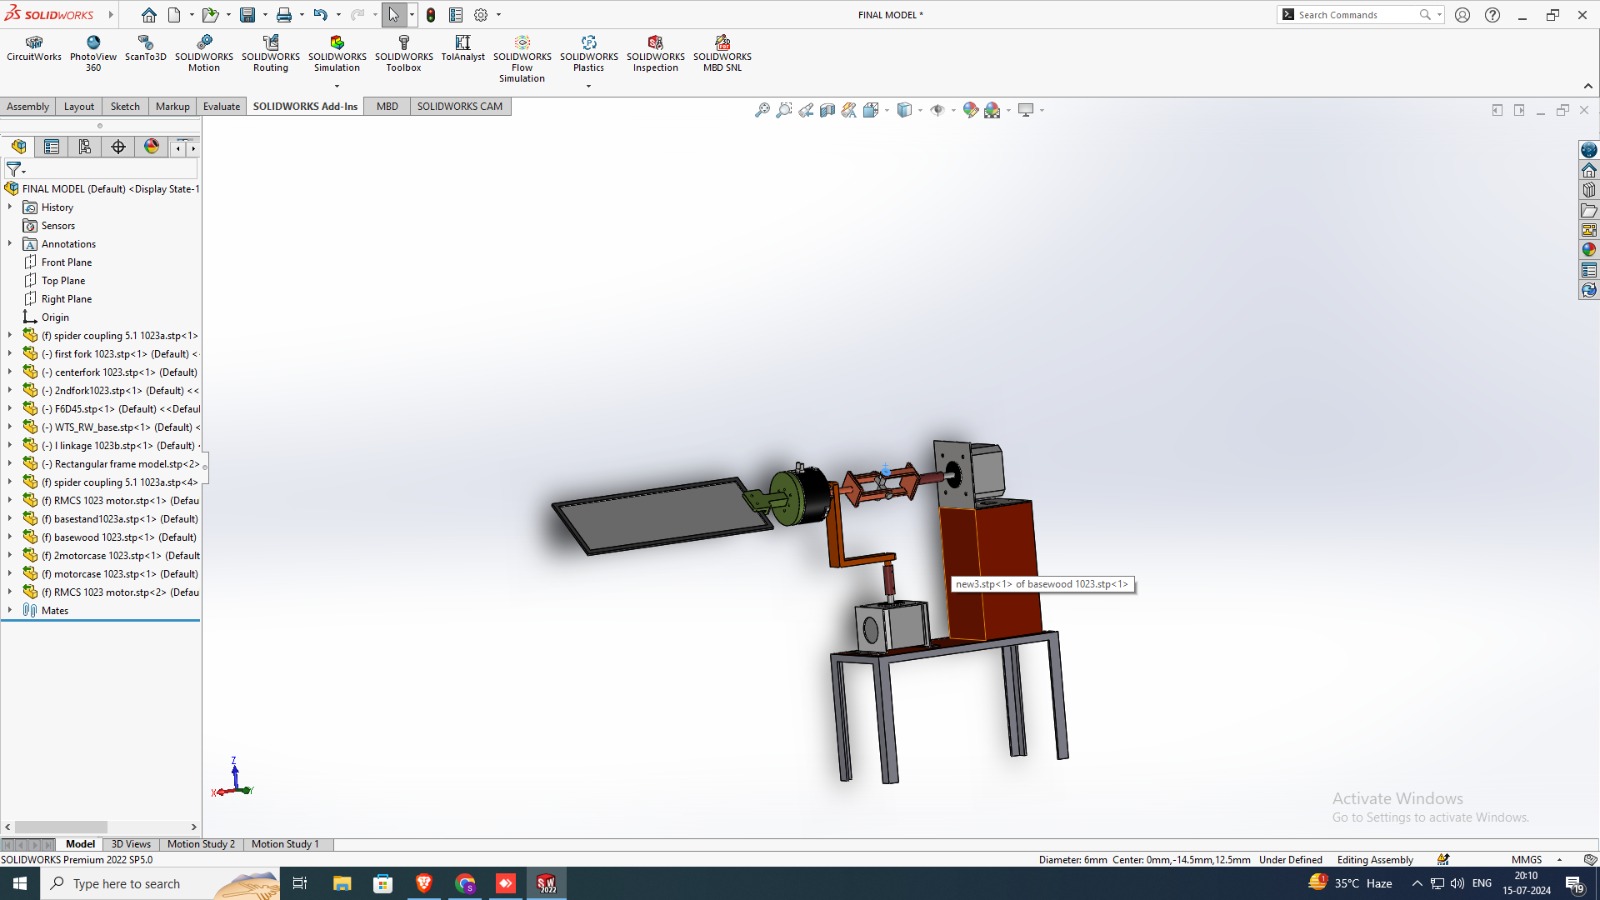 SOLIDWORKS
FINAL MODEL *
Search Commands
CircuitWorks
PhotoView 360
ScanTo3D
SOLIDWORKS Motion
SOLIDWORKS Routing
SOLIDWORKS Simulation
SOLIDWORKS Toolbox
TolAnalyst
SOLIDWORKS Flow Simulation
SOLIDWORKS Plastics
SOLIDWORKS Inspection
SOLIDWORKS MBD SNL
Assembly Layout Sketch Markup Evaluate SOLIDWORKS Add-Ins MBD SOLIDWORKS CAM
FINAL MODEL (Default) <Display State-1
History
Sensors
Annotations
Front Plane
Top Plane
Right Plane
Origin
(f) spider coupling 5.1 1023a.stp<1>
(-) first fork 1023.stp<1> (Default) <
(-) centerfork 1023.stp<1> (Default)
(-) 2ndfork1023.stp<1> (Default) <<
(-) F6D45.stp<1> (Default) <<Defaul
(-) WTS_RW_base.stp<1> (Default) <
(-) I linkage 1023b.stp<1> (Default)
(-) Rectangular frame model.stp<2>
(f) spider coupling 5.1 1023a.stp<4>
(f) RMCS 1023 motor.stp<1> (Defau
(f) basestand1023a.stp<1> (Default)
(f) basewood 1023.stp<1> (Default)
(f) 2motorcase 1023.stp<1> (Default
(f) motorcase 1023.stp<1> (Default)
(f) RMCS 1023 motor.stp<2> (Defau
Mates
new3.stp<1> of basewood 1023.stp<1>
Z
X
Y
Activate Windows
Go to Settings to activate Windows.
Model 3D Views Motion Study 2 Motion Study 1
SOLIDWORKS Premium 2022 SP5.0
Diameter: 6mm Center: 0mm,-14.5mm,12.5mm Under Defined Editing Assembly MMGS
Type here to search
35°C Haze
ENG
20:10
15-07-2024
19